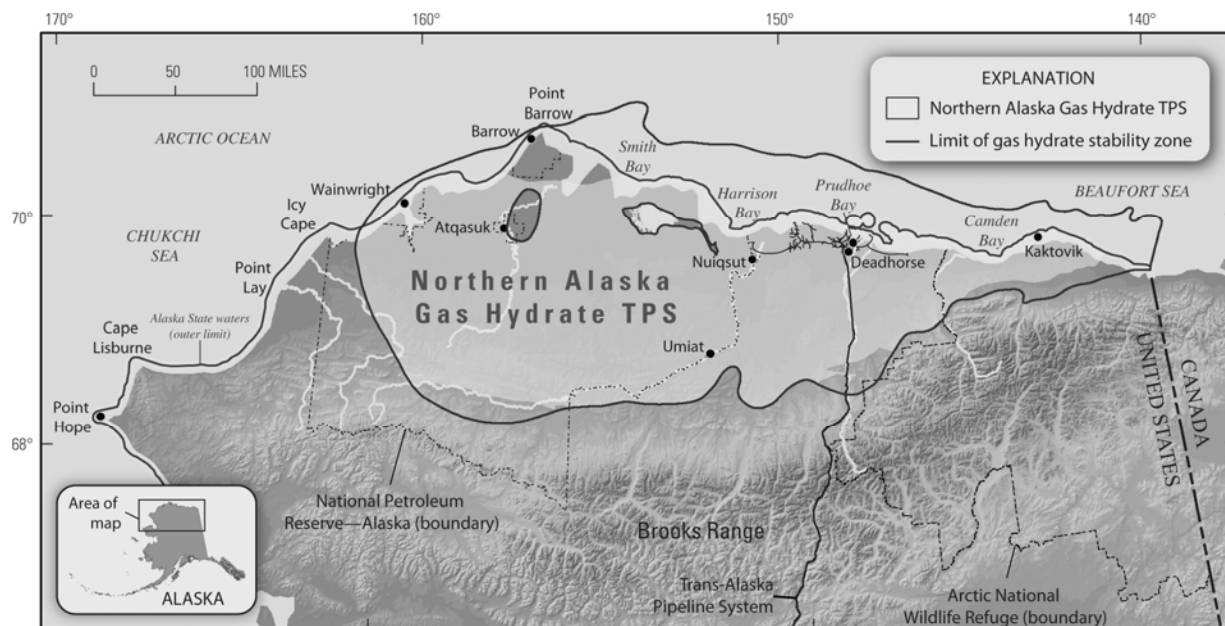 170°
160°
150°
140°
0 50 100 MILES
EXPLANATION
Northern Alaska Gas Hydrate TPS
Limit of gas hydrate stability zone
Point
Barrow
Barrow
ARCTIC OCEAN
Smith
Bay
Wainwright
Harrison
Bay
Prudhoe
Bay
BEAUFORT SEA
70°
Icy
Cape
Atqasuk
Camden
Bay
Kaktovik
CHUKCHI
SEA
Nuiqsut
Deadhorse
Point
Lay
Northern Alaska
Gas Hydrate TPS
Alaska State waters
(outer limit)
Cape
Lisburne
Umiat
CANADA
UNITED STATES
Point
Hope
68°
Area of
map
ALASKA
National Petroleum
Reserve—Alaska (boundary)
Brooks Range
Trans-Alaska
Pipeline System
Arctic National
Wildlife Refuge (boundary)